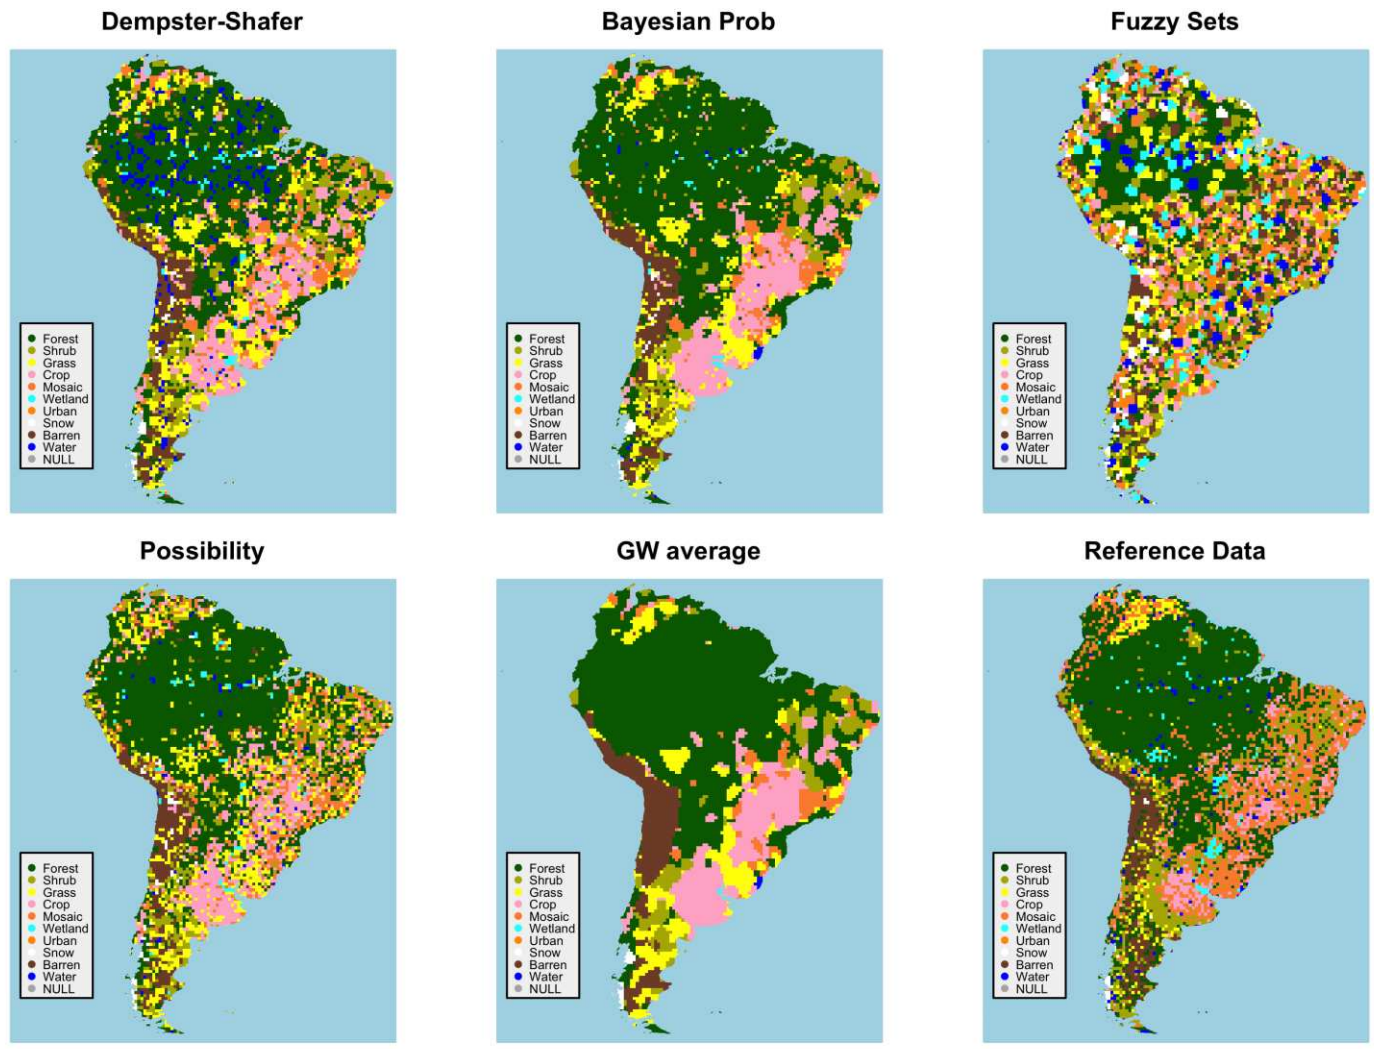 Dempster-Shafer
Bayesian Prob
Fuzzy Sets
Forest
Shrub
Grass
Crop
Mosaic
Wetland
Urban
Snow
Barren
Water
NULL
Forest
Shrub
Grass
Crop
Mosaic
Wetland
Urban
Snow
Barren
Water
NULL
Forest
Shrub
Grass
Crop
Mosaic
Wetland
Urban
Snow
Barren
Water
NULL
Possibility
GW average
Reference Data
Forest
Shrub
Grass
Crop
Mosaic
Wetland
Urban
Snow
Barren
Water
NULL
Forest
Shrub
Grass
Crop
Mosaic
Wetland
Urban
Snow
Barren
Water
NULL
Forest
Shrub
Grass
Crop
Mosaic
Wetland
Urban
Snow
Barren
Water
NULL